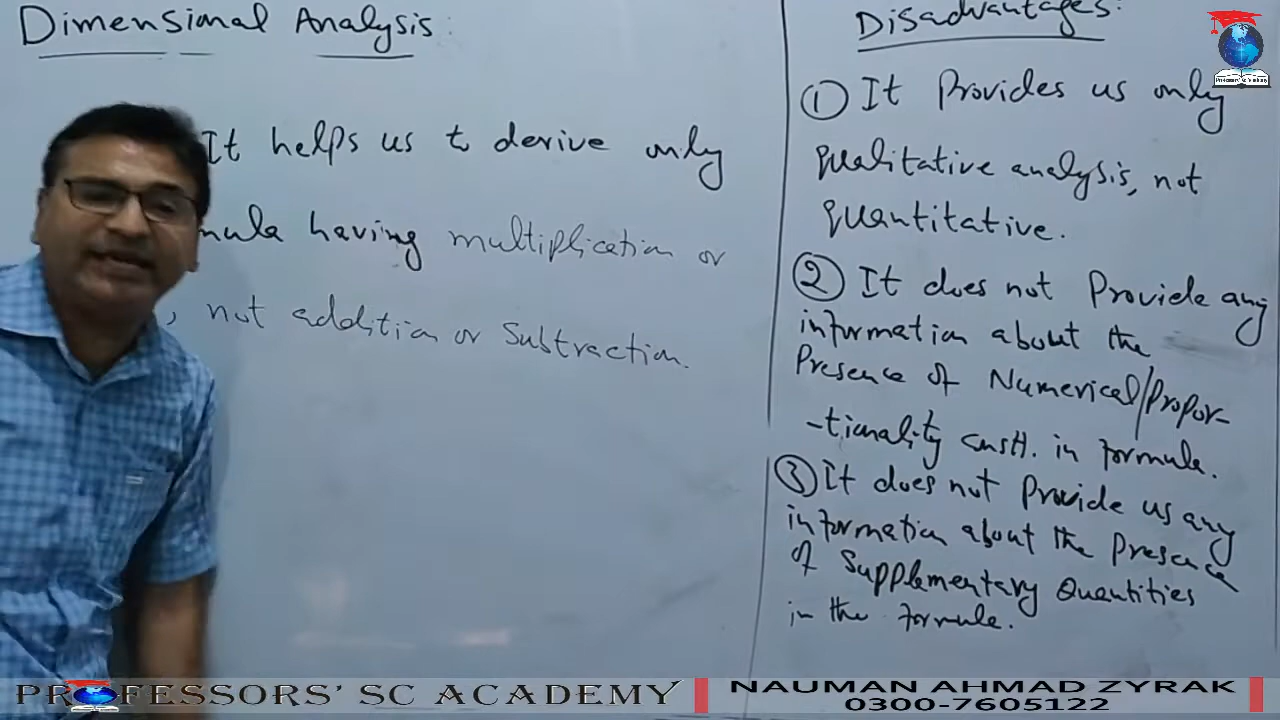 Dimensional Analysis:
It helps us to derive only
mula having multiplication or
, not addition or Subtraction.
Disadvantages:
① It Provides us only
qualitative analysis, not
quantitative.
② It does not Provide any
information about the
Presence of Numerical/Propor-
-tionality const. in formula.
③ It does not Provide us any
information about the Presence
of Supplementary Quantities
in the formula.
PROFESSORS' SC ACADEMY
NAUMAN AHMAD ZYRAK
0300-7605122